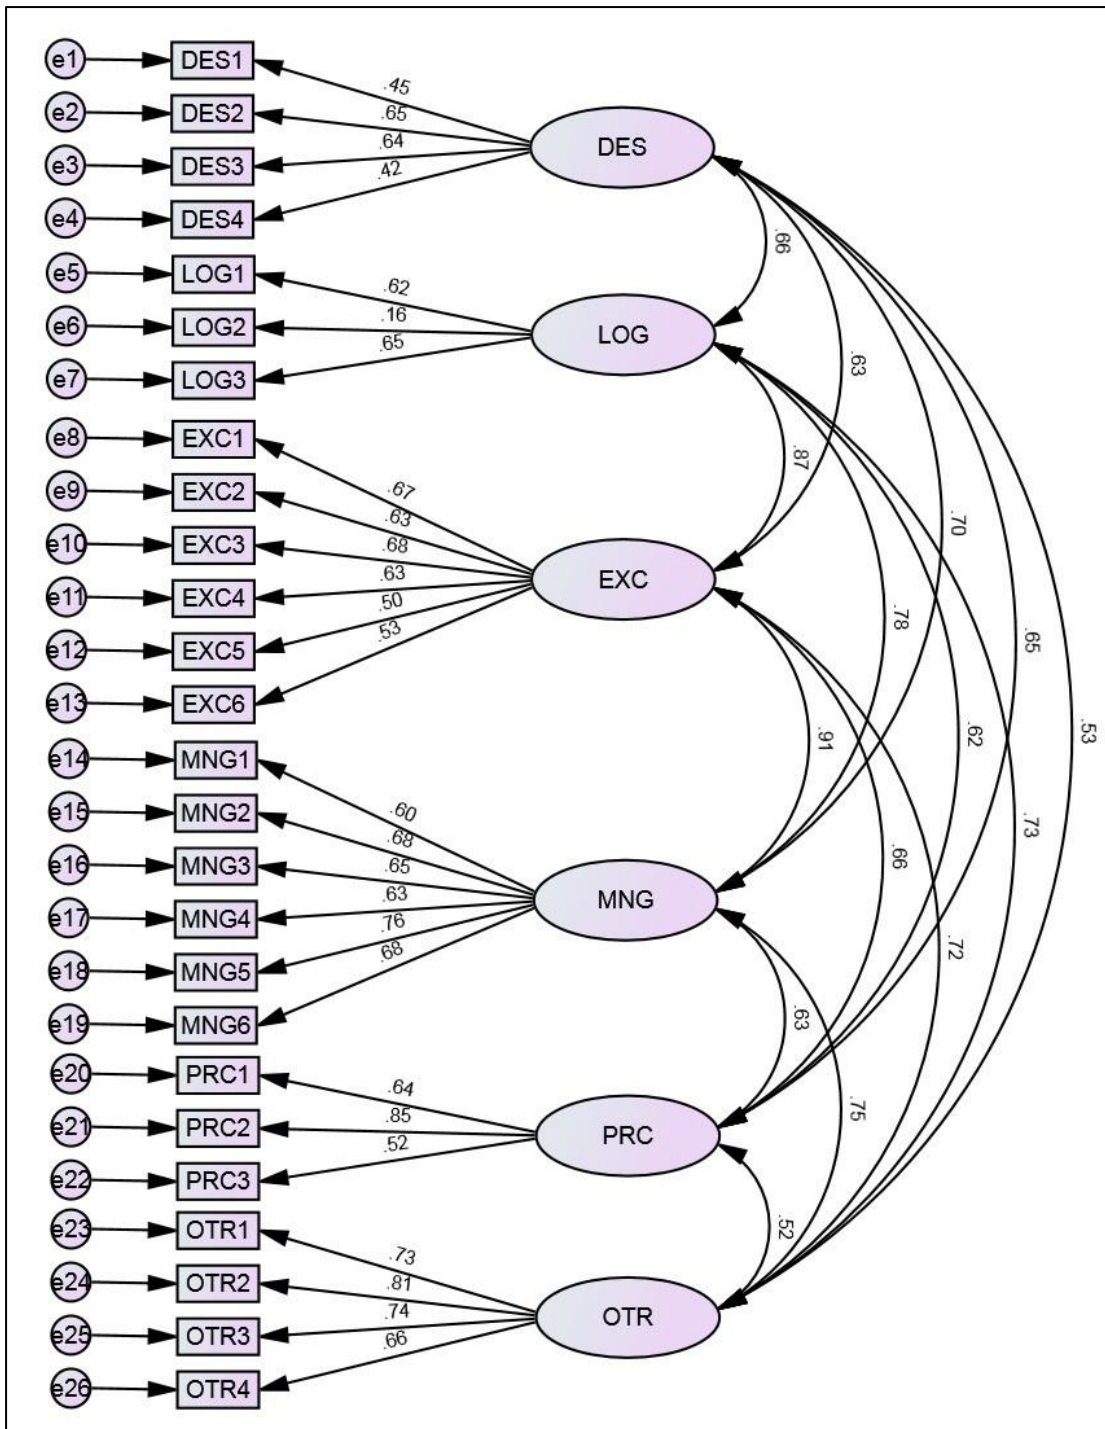 e1 DES1
.45
e2 DES2
.65
e3 DES3
.64
e4 DES4
.42
DES
e5 LOG1
.62
e6 LOG2
.16
e7 LOG3
.65
LOG
e8 EXC1
.67
e9 EXC2
.63
e10 EXC3
.68
e11 EXC4
.63
e12 EXC5
.50
e13 EXC6
.53
EXC
e14 MNG1
.60
e15 MNG2
.68
e16 MNG3
.65
e17 MNG4
.63
e18 MNG5
.76
e19 MNG6
.68
MNG
e20 PRC1
.64
e21 PRC2
.85
e22 PRC3
.52
PRC
e23 OTR1
.73
e24 OTR2
.81
e25 OTR3
.74
e26 OTR4
.66
OTR
.66
.63
.87
.70
.78
.65
.53
.62
.91
.73
.66
.72
.63
.75
.52